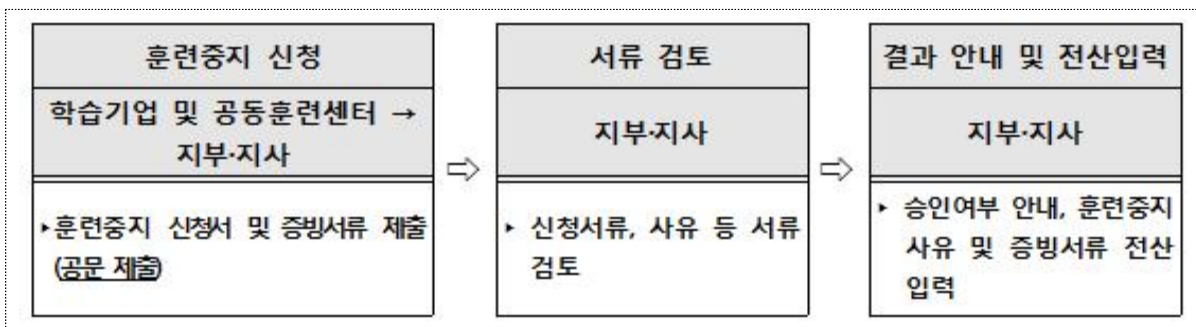 훈련중지 신청
학습기업 및 공동훈련센터 →
지부·지사
▸훈련중지 신청서 및 증빙서류 제출
(공문 제출)
⇨
서류 검토
지부·지사
▸ 신청서류, 사유 등 서류
검토
⇨
결과 안내 및 전산입력
지부·지사
▸ 승인여부 안내, 훈련중지
사유 및 증빙서류 전산
입력